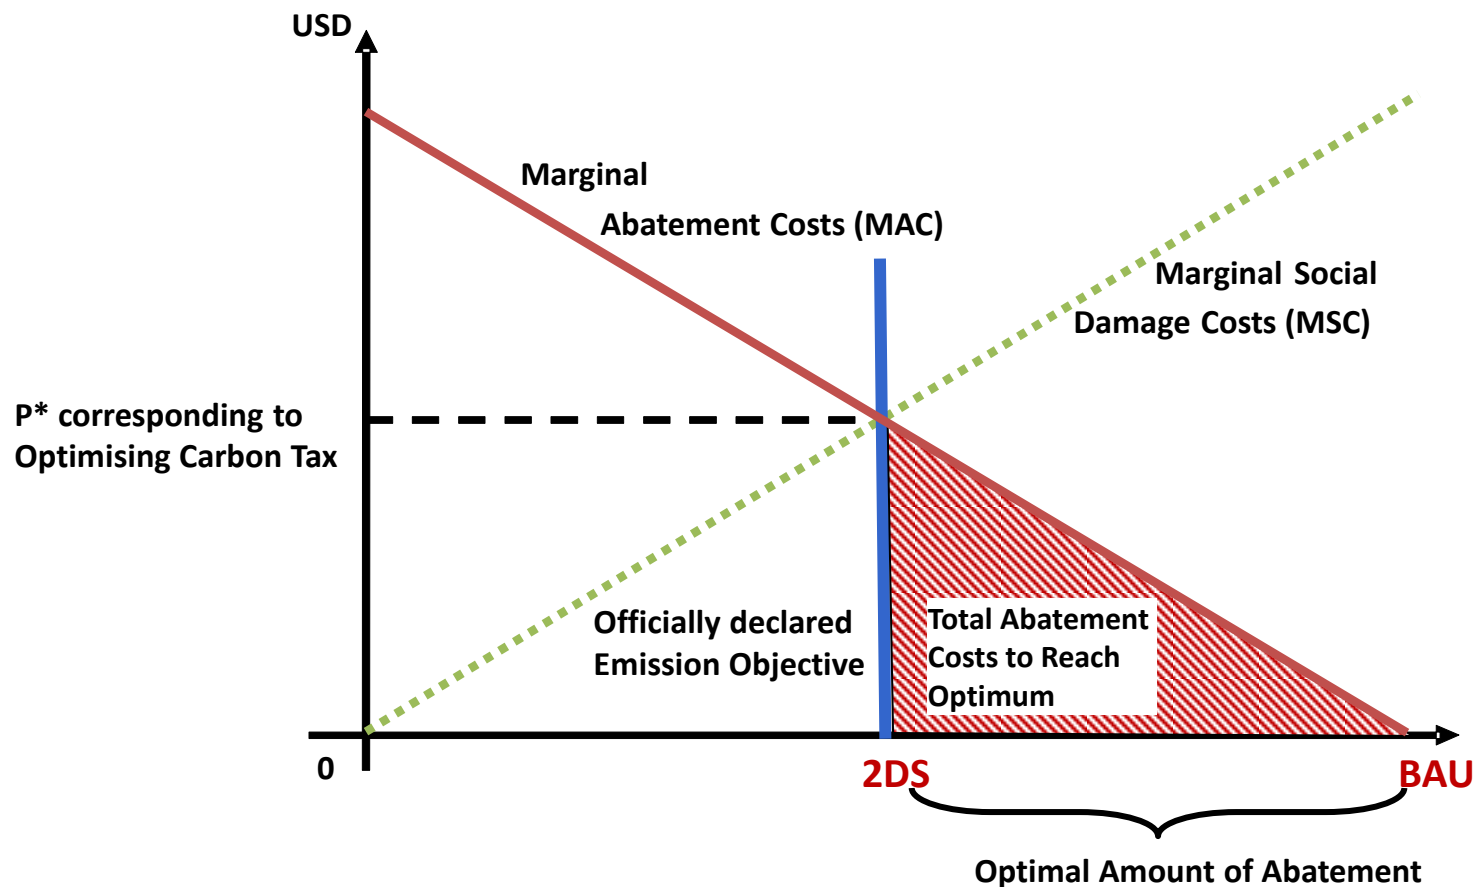 USD
Marginal
Abatement Costs (MAC)
Marginal Social
Damage Costs (MSC)
P* corresponding to
Optimising Carbon Tax
Officially declared
Emission Objective
Total Abatement
Costs to Reach
Optimum
0
2DS
BAU
Optimal Amount of Abatement